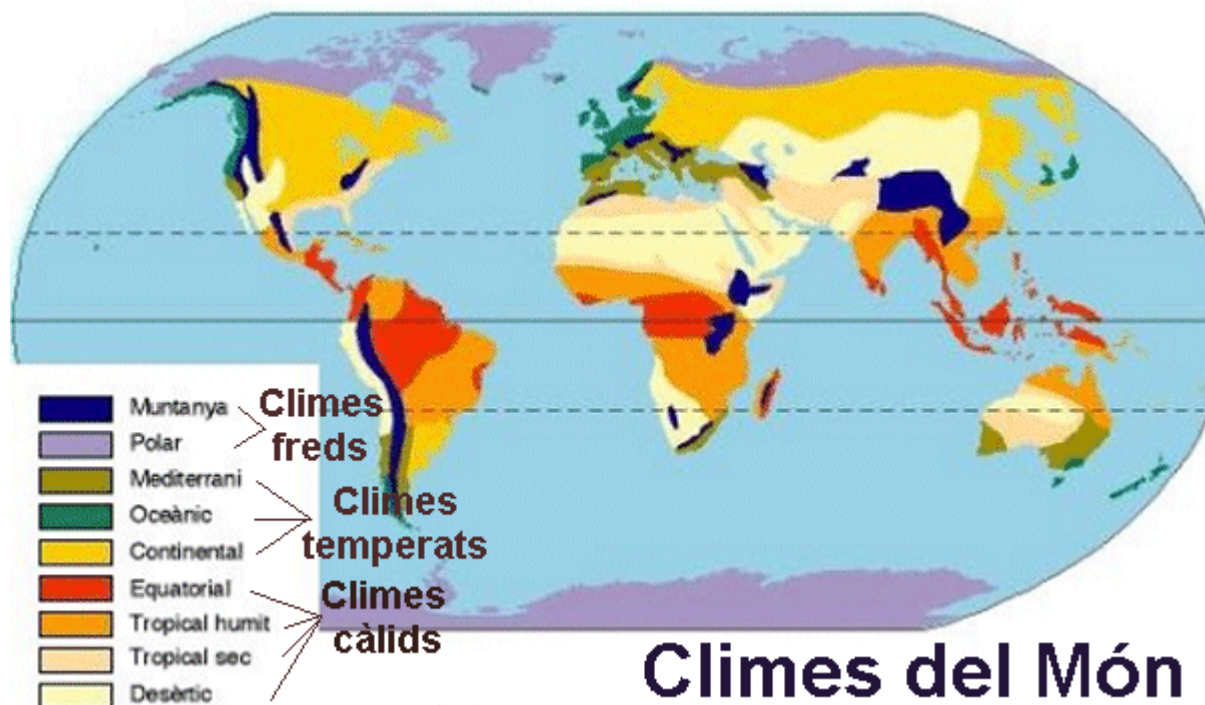 Muntanya
Polar
Climes
freds
Mediterrani
Oceànic
Continental
Climes
temperats
Equatorial
Tropical humit
Tropical sec
Desèrtic
Climes
càlids
Climes del Món